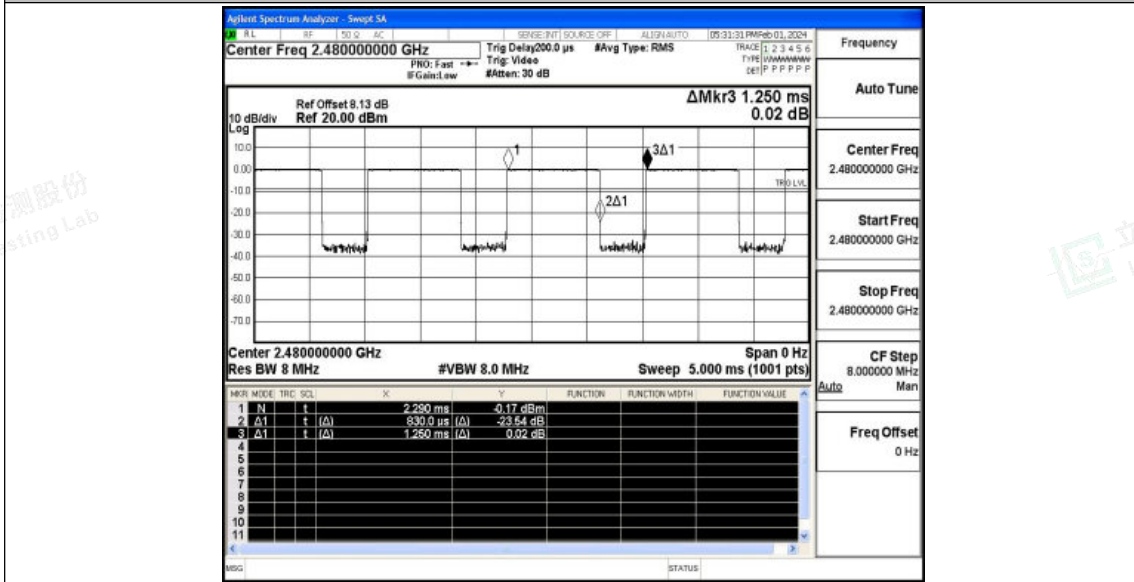 Agilent Spectrum Analyzer - Swept SA
RL RF 50 Ω AC SENSE:INT SOURCE OFF ALIGN AUTO 05:31:31 PM Feb 01, 2024
Center Freq 2.480000000 GHz
PNO: Fast
IFGain:Low
Trig Delay200.0 µs
Trig: Video
#Atten: 30 dB
#Avg Type: RMS
TRACE 1 2 3 4 5 6
TYPE WWWWWW
DET P P P P P P
ΔMkr3 1.250 ms
0.02 dB
Ref Offset 8.13 dB
10 dB/div Ref 20.00 dBm
Log
10.0
0.00
-10.0
-20.0
-30.0
-40.0
-50.0
-60.0
-70.0
1
3Δ1
2Δ1
TRIG LVL
Center 2.480000000 GHz Span 0 Hz
Res BW 8 MHz #VBW 8.0 MHz Sweep 5.000 ms (1001 pts)
MKR MODE TRC SCL X Y FUNCTION FUNCTION WIDTH FUNCTION VALUE
1 N t 2.290 ms -0.17 dBm
2 Δ1 t (Δ) 830.0 µs (Δ) -23.54 dB
3 Δ1 t (Δ) 1.250 ms (Δ) 0.02 dB
4
5
6
7
8
9
10
11
MSG STATUS
Frequency
Auto Tune
Center Freq
2.480000000 GHz
Start Freq
2.480000000 GHz
Stop Freq
2.480000000 GHz
CF Step
8.000000 MHz
Auto Man
Freq Offset
0 Hz
测股份
sting Lab
立